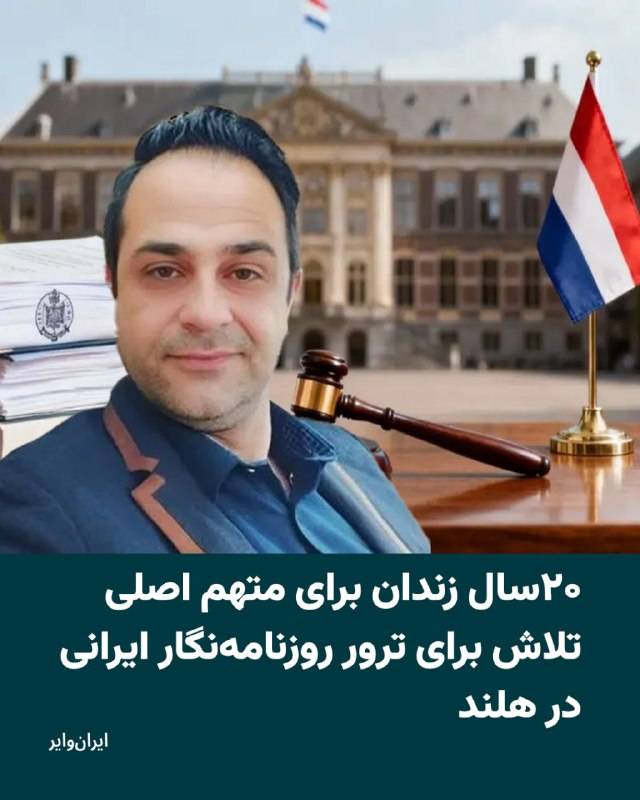 ۲۰سال زندان برای متهم اصلی
تلاش برای ترور روزنامه‌نگار ایرانی
در هلند
ایران‌وایر